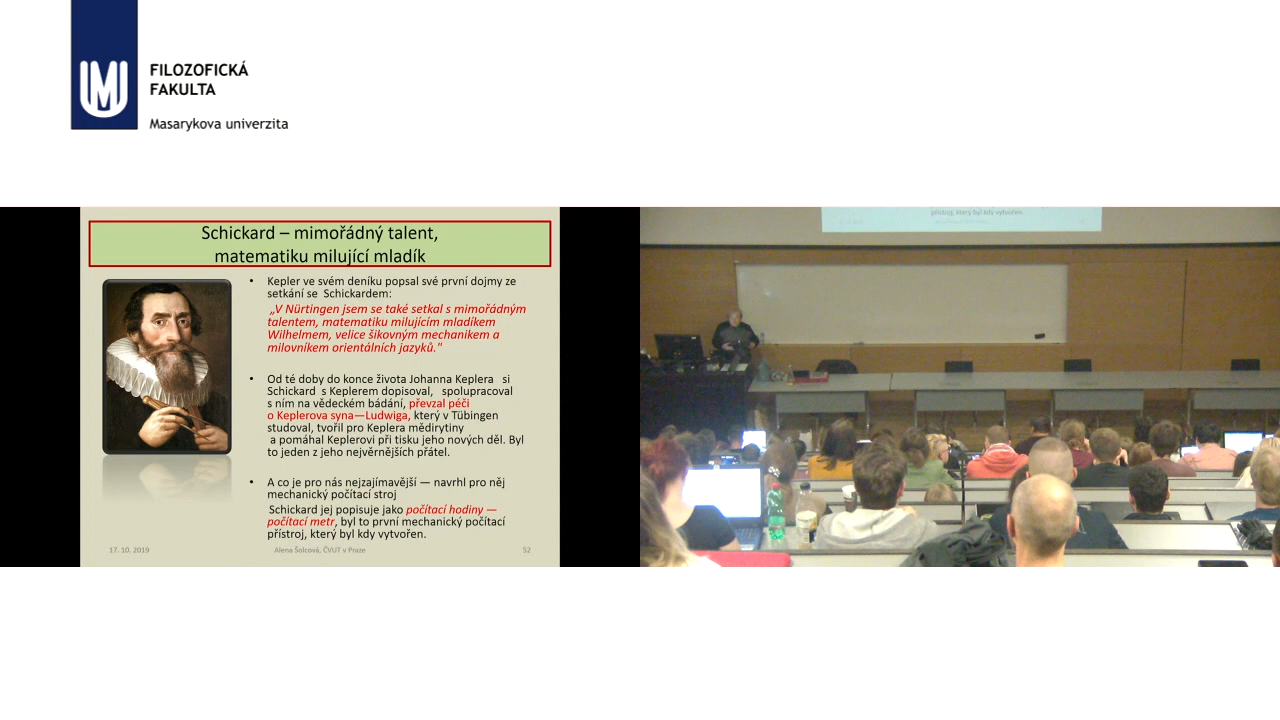 FILOZOFICKÁ
FAKULTA
Masarykova univerzita
Schickard – mimořádný talent,
matematiku milující mladík
• Kepler ve svém deníku popsal své první dojmy ze
setkání se Schickardem:
„V Nürtingen jsem se také setkal s mimořádným
talentem, matematiku milujícím mladíkem
Wilhelmem, velice šikovným mechanikem a
milovníkem orientálních jazyků."
• Od té doby do konce života Johanna Keplera si
Schickard s Keplerem dopisoval, spolupracoval
s ním na vědeckém bádání, převzal péči
o Keplerova syna—Ludwiga, který v Tübingen
studoval, tvořil pro Keplera mědirytiny
a pomáhal Keplerovi při tisku jeho nových děl. Byl
to jeden z jeho nejvěrnějších přátel.
• A co je pro nás nejzajímavější — navrhl pro něj
mechanický počítací stroj
Schickard jej popisuje jako počítací hodiny —
počítací metr, byl to první mechanický počítací
přístroj, který byl kdy vytvořen.
17. 10. 2019 Alena Šolcová, ČVUT v Praze 52
přístroj, který byl kdy vytvořen.